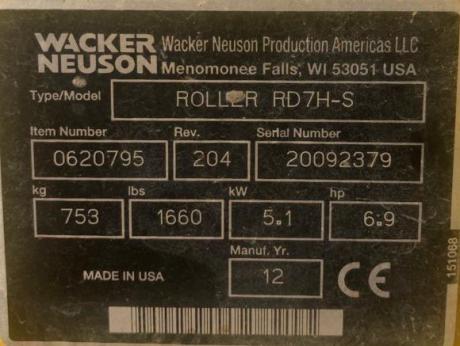 WACKER NEUSON
Wacker Neuson Production Americas LLC
Menomonee Falls, WI 53051 USA
Type/Model ROLLER RD7H-S
Item Number Rev. Serial Number
0620795 204 20092379
kg lbs kW hp
753 1660 5.1 6.9
Manuf. Yr.
MADE IN USA 12 CE
151068